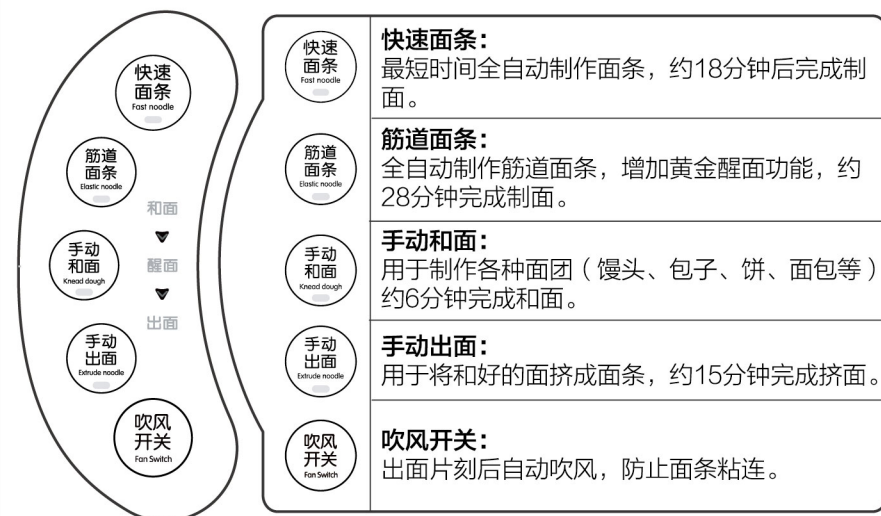 快速
面条
Fast noodle
筋道
面条
Elastic noodle
手动
和面
Knead dough
手动
出面
Extrude noodle
吹风
开关
Fan Switch
和面
醒面
出面
快速
面条
Fast noodle
快速面条：
最短时间全自动制作面条，约18分钟后完成制
面。
筋道
面条
Elastic noodle
筋道面条：
全自动制作筋道面条，增加黄金醒面功能，约
28分钟完成制面。
手动
和面
Knead dough
手动和面：
用于制作各种面团（馒头、包子、饼、面包等）
约6分钟完成和面。
手动
出面
Extrude noodle
手动出面：
用于将和好的面挤成面条，约15分钟完成挤面。
吹风
开关
Fan Switch
吹风开关：
出面片刻后自动吹风，防止面条粘连。